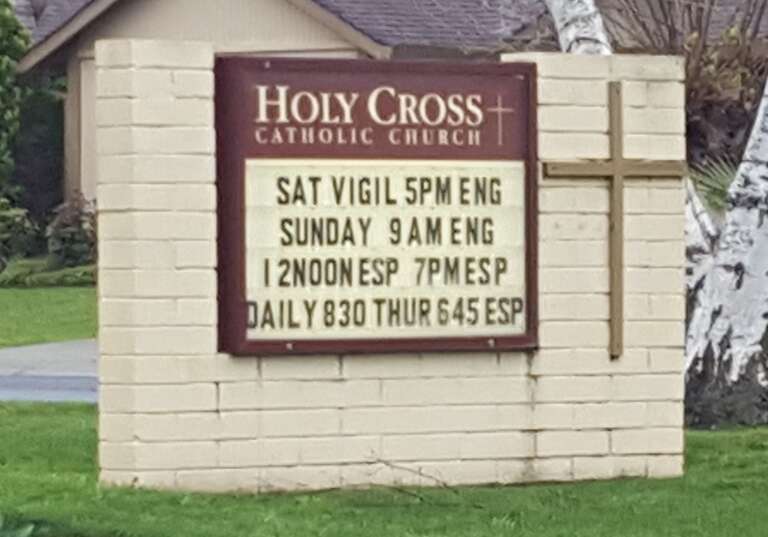 HOLY CROSS
CATHOLIC CHURCH
SAT VIGIL 5PM ENG
SUNDAY 9AM ENG
12NOON ESP 7PM ESP
DAILY 830 THUR 645 ESP